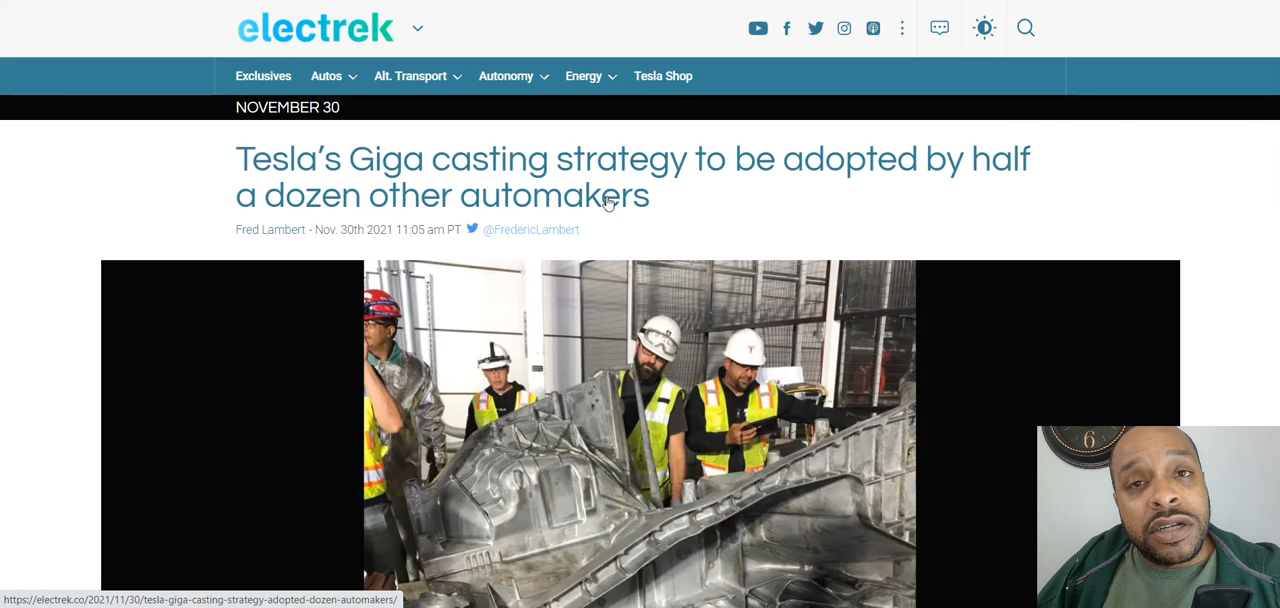 electrek
Exclusives Autos Alt. Transport Autonomy Energy Tesla Shop
NOVEMBER 30
Tesla's Giga casting strategy to be adopted by half
a dozen other automakers
Fred Lambert - Nov. 30th 2021 11:05 am PT @FredericLambert
6
https://electrek.co/2021/11/30/tesla-giga-casting-strategy-adopted-dozen-automakers/